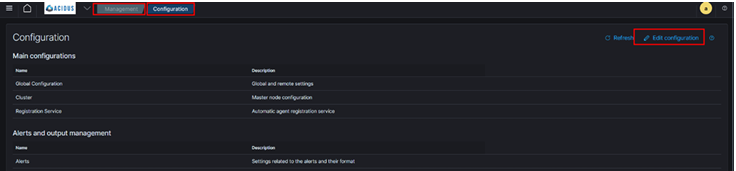 ACIDUS Management Configuration a
Configuration Refresh Edit configuration
Main configurations
Name Description
Global Configuration Global and remote settings
Cluster Master node configuration
Registration Service Automatic agent registration service
Alerts and output management
Name Description
Alerts Settings related to the alerts and their format